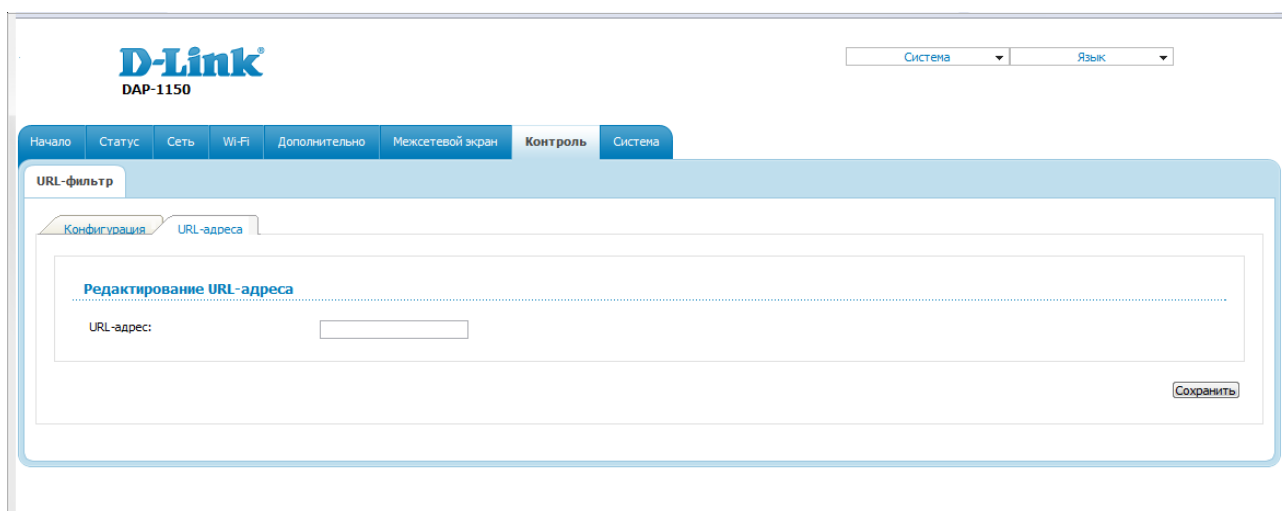 D-Link®
DAP-1150
Система Язык
Начало Статус Сеть Wi-Fi Дополнительно Межсетевой экран Контроль Система
URL-фильтр
Конфигурация URL-адреса
Редактирование URL-адреса
URL-адрес:
Сохранить